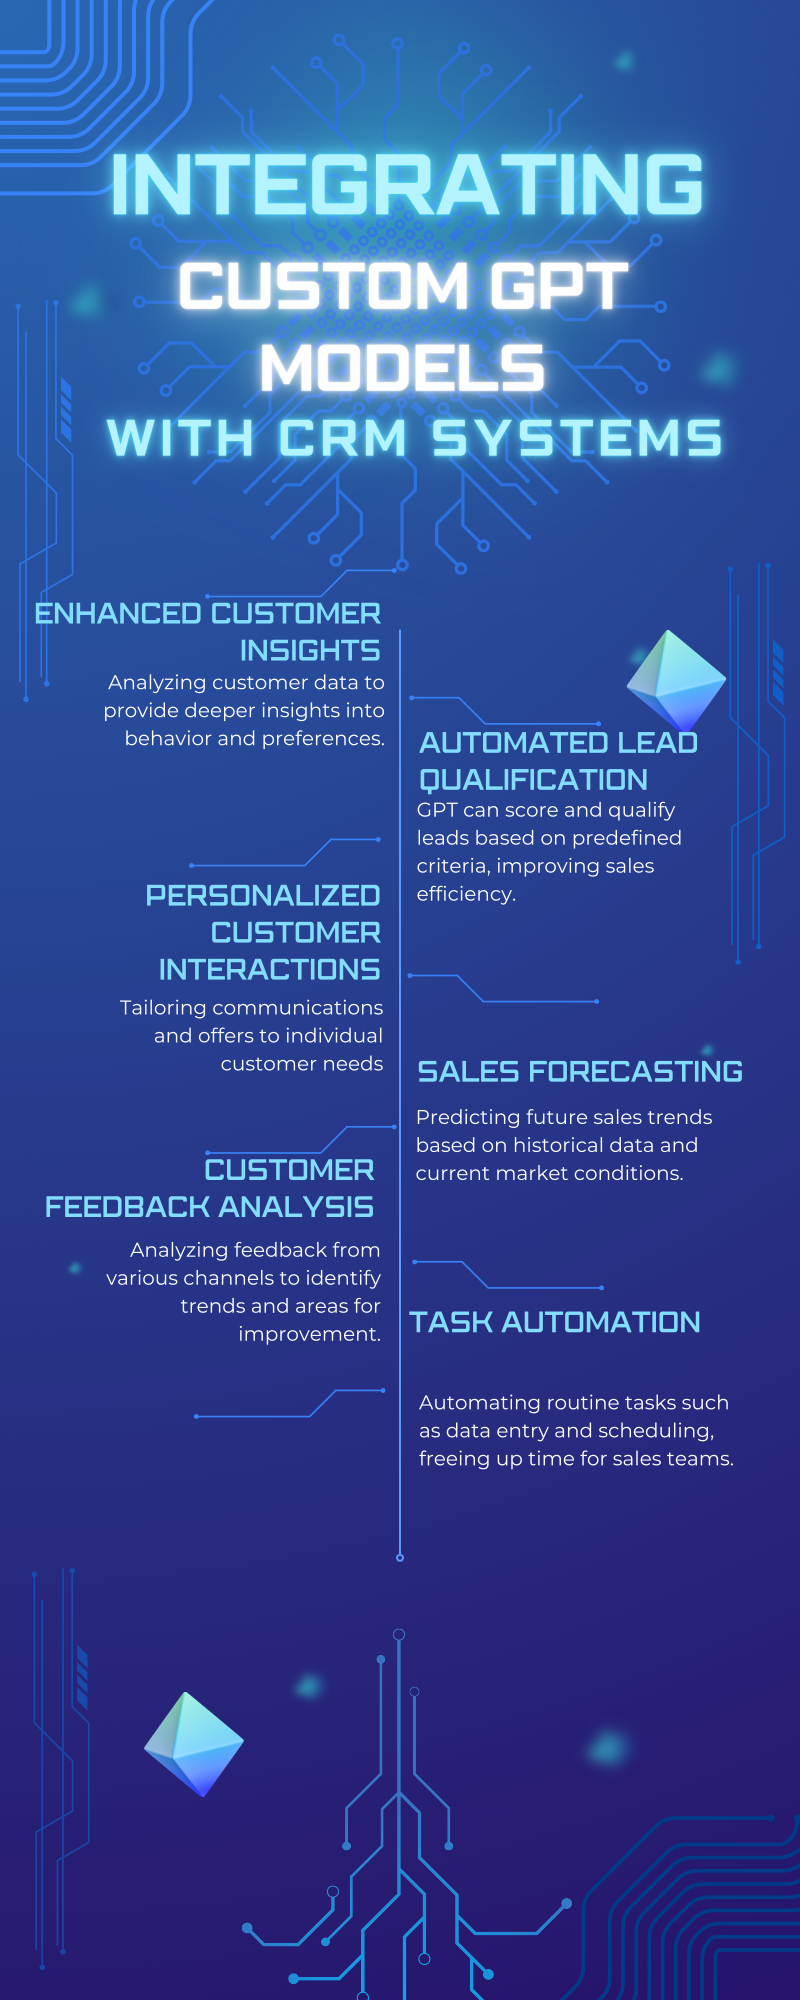 INTEGRATING
CUSTOM GPT
MODELS
WITH CRM SYSTEMS
ENHANCED CUSTOMER
INSIGHTS
Analyzing customer data to
provide deeper insights into
behavior and preferences.
AUTOMATED LEAD
QUALIFICATION
GPT can score and qualify
leads based on predefined
criteria, improving sales
efficiency.
PERSONALIZED
CUSTOMER
INTERACTIONS
Tailoring communications
and offers to individual
customer needs
SALES FORECASTING
Predicting future sales trends
based on historical data and
current market conditions.
CUSTOMER
FEEDBACK ANALYSIS
Analyzing feedback from
various channels to identify
trends and areas for
improvement.
TASK AUTOMATION
Automating routine tasks such
as data entry and scheduling,
freeing up time for sales teams.